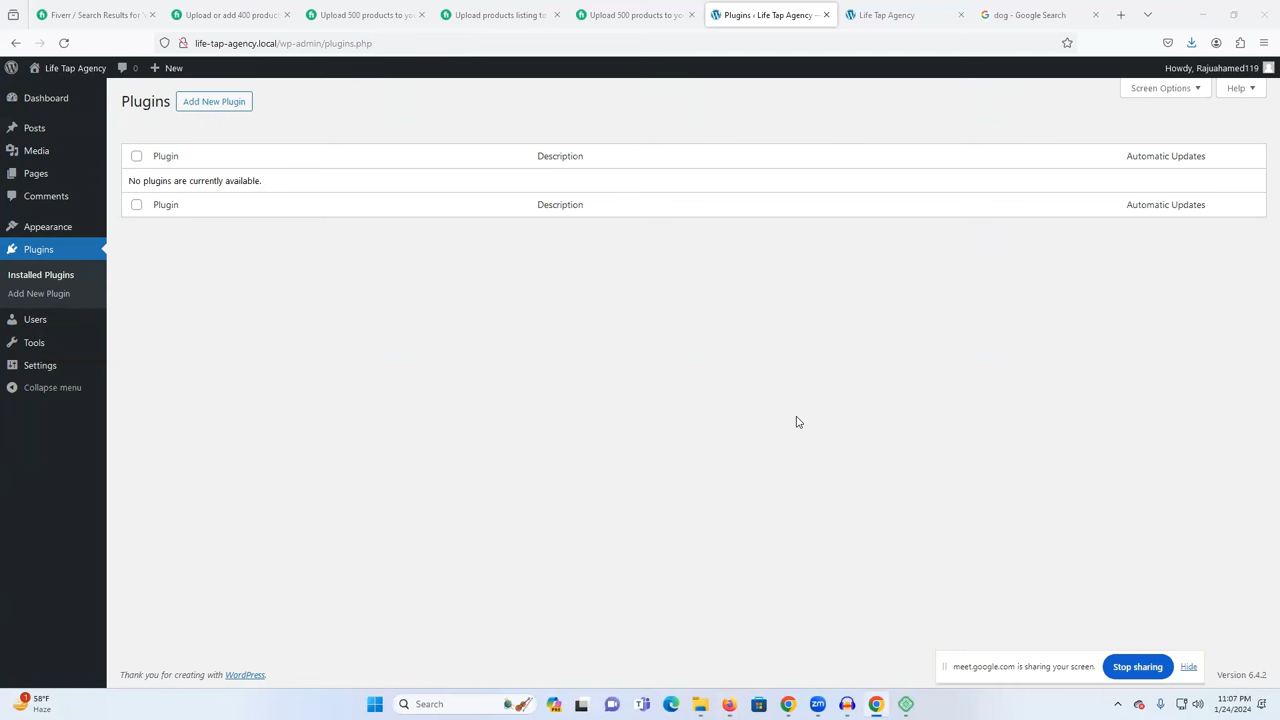 Fiverr / Search Results for '
Upload or add 400 produc
Upload 500 products to yo
Upload products listing to
Upload 500 products to yo
Plugins ‹ Life Tap Agency —
Life Tap Agency
dog - Google Search
life-tap-agency.local/wp-admin/plugins.php
Life Tap Agency
0
New
Howdy, Rajuahamed119
Dashboard
Posts
Media
Pages
Comments
Appearance
Plugins
Installed Plugins
Add New Plugin
Users
Tools
Settings
Collapse menu
Screen Options
Help
Plugins
Add New Plugin
Plugin
Description
Automatic Updates
No plugins are currently available.
Plugin
Description
Automatic Updates
Thank you for creating with WordPress.
meet.google.com is sharing your screen.
Stop sharing
Hide
Version 6.4.2
1
58°F
Haze
Search
11:07 PM
1/24/2024